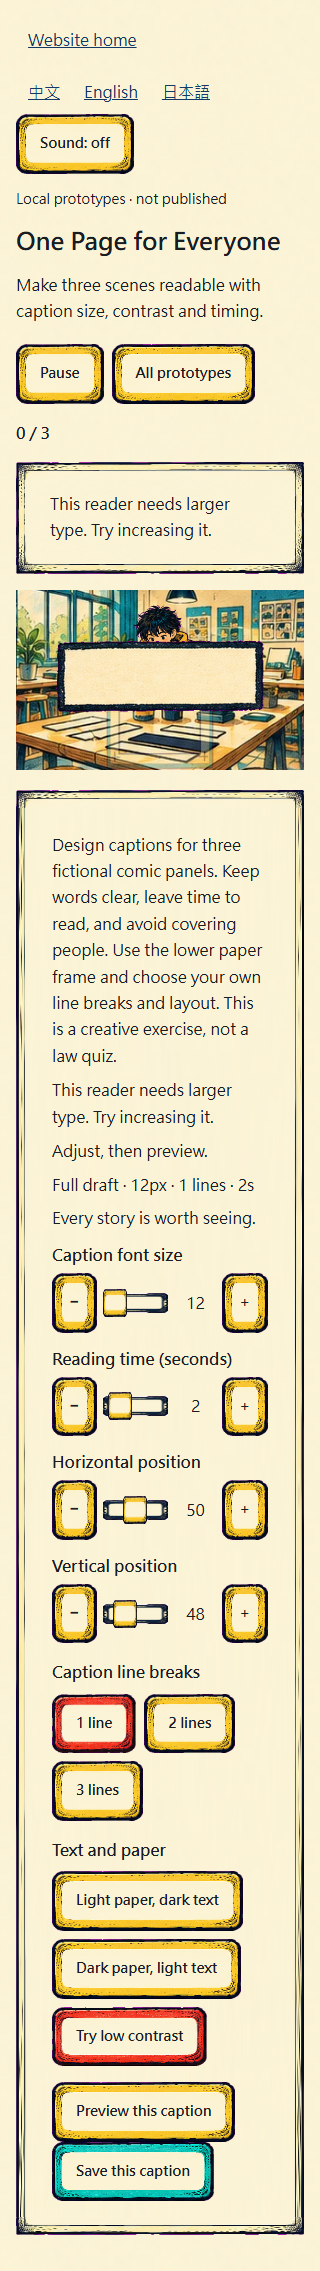 Website home
中文 English 日本語
Sound: off
Local prototypes · not published
One Page for Everyone
Make three scenes readable with
caption size, contrast and timing.
Pause All prototypes
0 / 3
This reader needs larger
type. Try increasing it.
Design captions for three
fictional comic panels. Keep
words clear, leave time to
read, and avoid covering
people. Use the lower paper
frame and choose your own
line breaks and layout. This
is a creative exercise, not a
law quiz.
This reader needs larger
type. Try increasing it.
Adjust, then preview.
Full draft · 12px · 1 lines · 2s
Every story is worth seeing.
Caption font size
− 12 +
Reading time (seconds)
− 2 +
Horizontal position
− 50 +
Vertical position
− 48 +
Caption line breaks
1 line 2 lines
3 lines
Text and paper
Light paper, dark text
Dark paper, light text
Try low contrast
Preview this caption
Save this caption